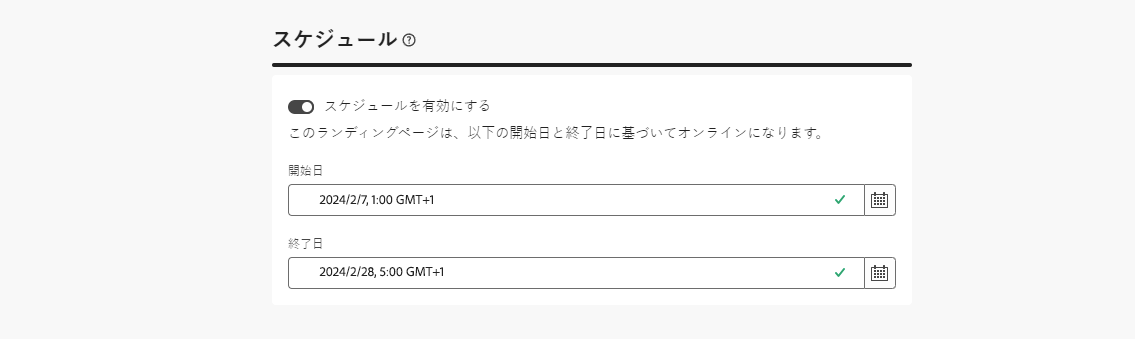 スケジュール
スケジュールを有効にする
このランディングページは、以下の開始日と終了日に基づいてオンラインになります。
開始日
2024/2/7, 1:00 GMT+1
終了日
2024/2/28, 5:00 GMT+1